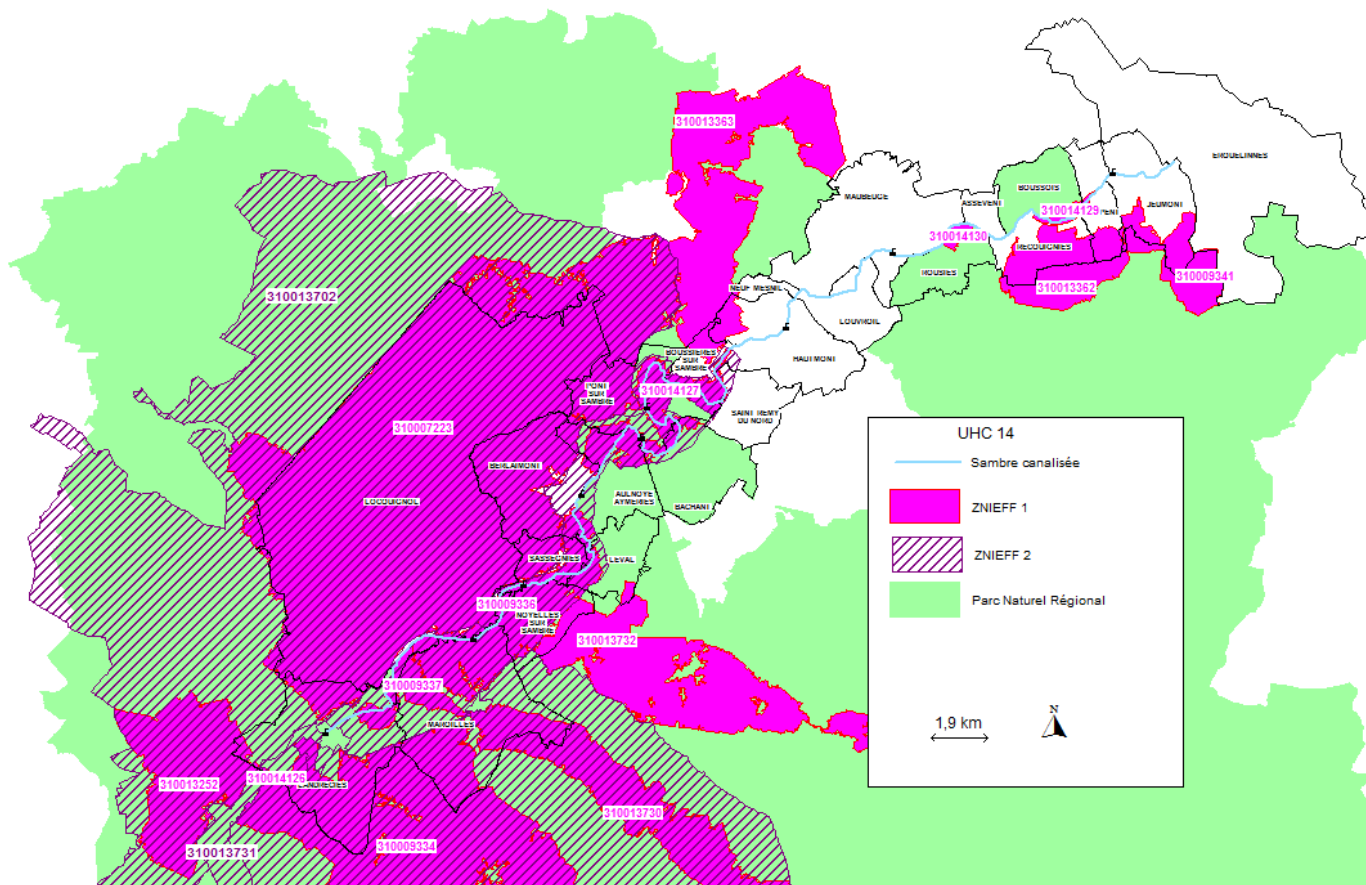 310013363
ERQUELINNES
BOUSSOIS
MAUBEUGE
ASSEVENT
JEUMONT
310014129
PENT
310014130
RECQUIGNIES
ROUSIES
310009341
310013362
310013702
NEUF MESNIL
LOUVROIL
HAUTMONT
BOUSSIERES
SUR
SAMBRE
310014127
PONT
SUR
SAMBRE
SAINT REMY
DU NORD
310007223
BERLAIMONT
LOCQUIGNOL
AULNOYE
AYMERIES
BACHANT
SASSEGNIES
LEVAL
310009336
NOYELLES
SUR
SAMBRE
310013732
310009337
MAROILLES
310013252
310014126
LANDRECIES
310013730
310009334
310013731
UHC 14
Sambre canalisée
ZNIEFF 1
ZNIEFF 2
Parc Naturel Régional
1,9 km
N